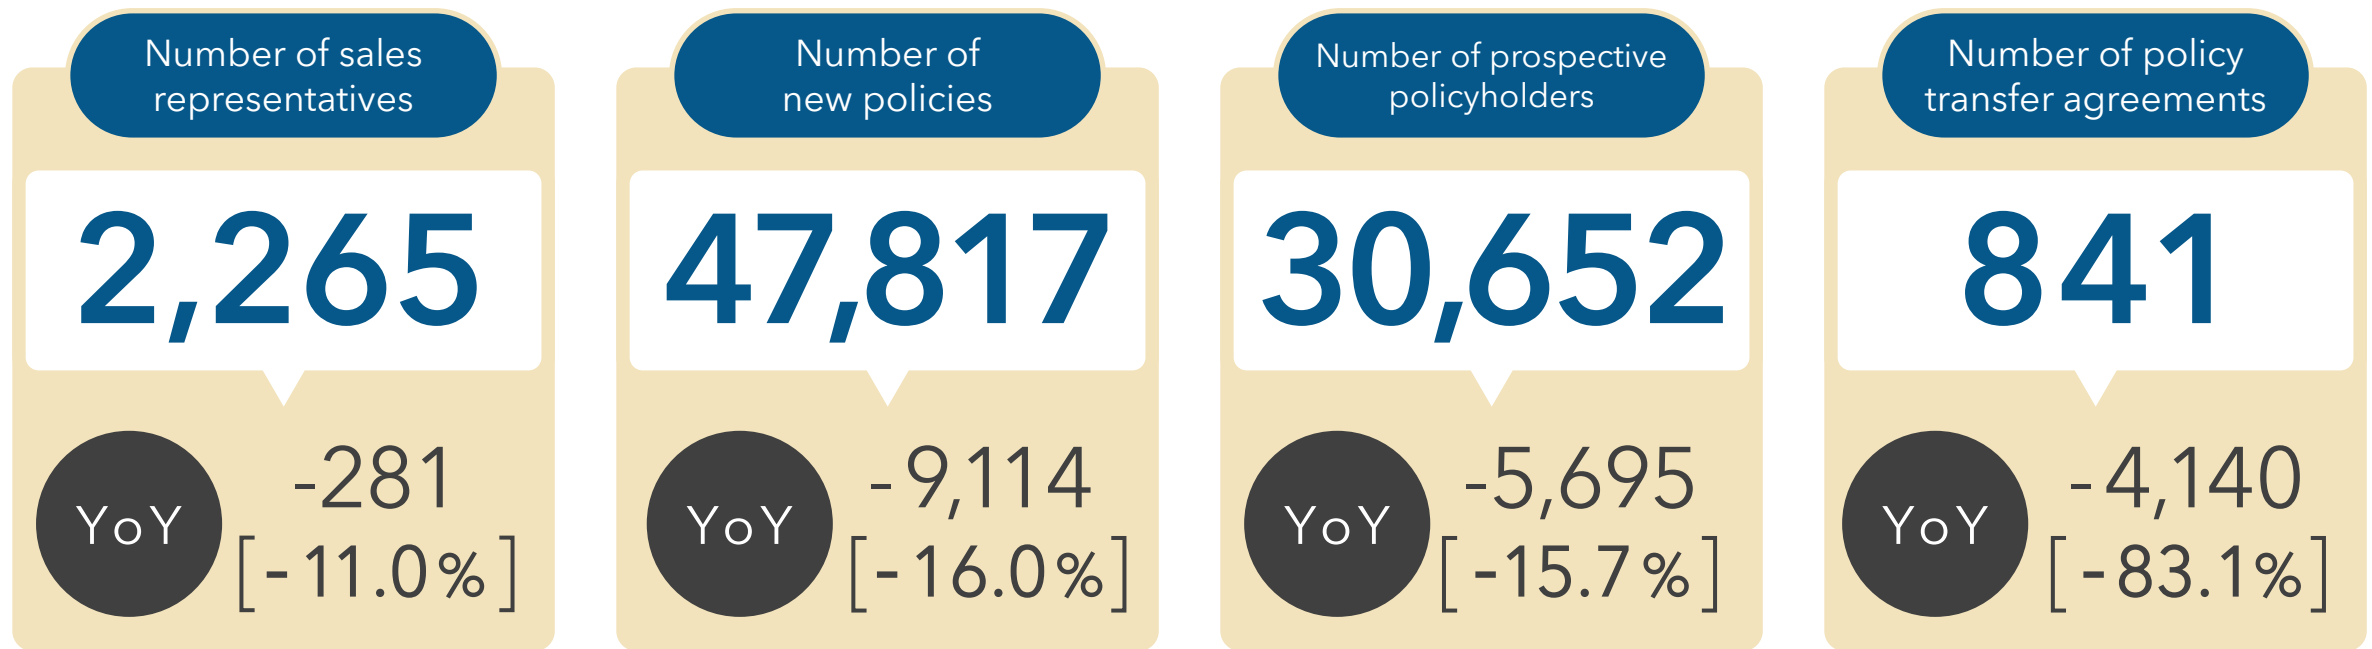 Number of sales
representatives
2,265
YoY
-281
[-11.0%]
Number of
new policies
47,817
YoY
-9,114
[-16.0%]
Number of prospective
policyholders
30,652
YoY
-5,695
[-15.7%]
Number of policy
transfer agreements
841
YoY
-4,140
[-83.1%]